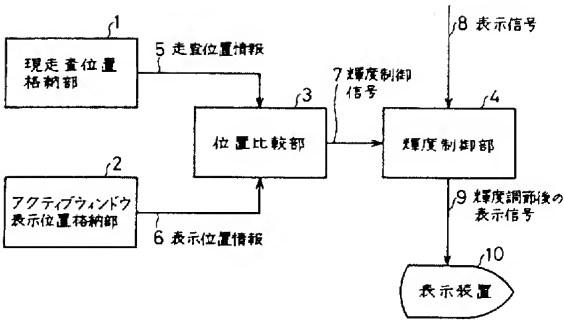 1
現走査位置
格納部
5 走査位置情報
2
アクティブウィンドウ
表示位置格納部
6 表示位置情報
3
位置比較部
7 輝度制御
信号
8 表示信号
4
輝度制御部
9 輝度調節後の
表示信号
10
表示装置